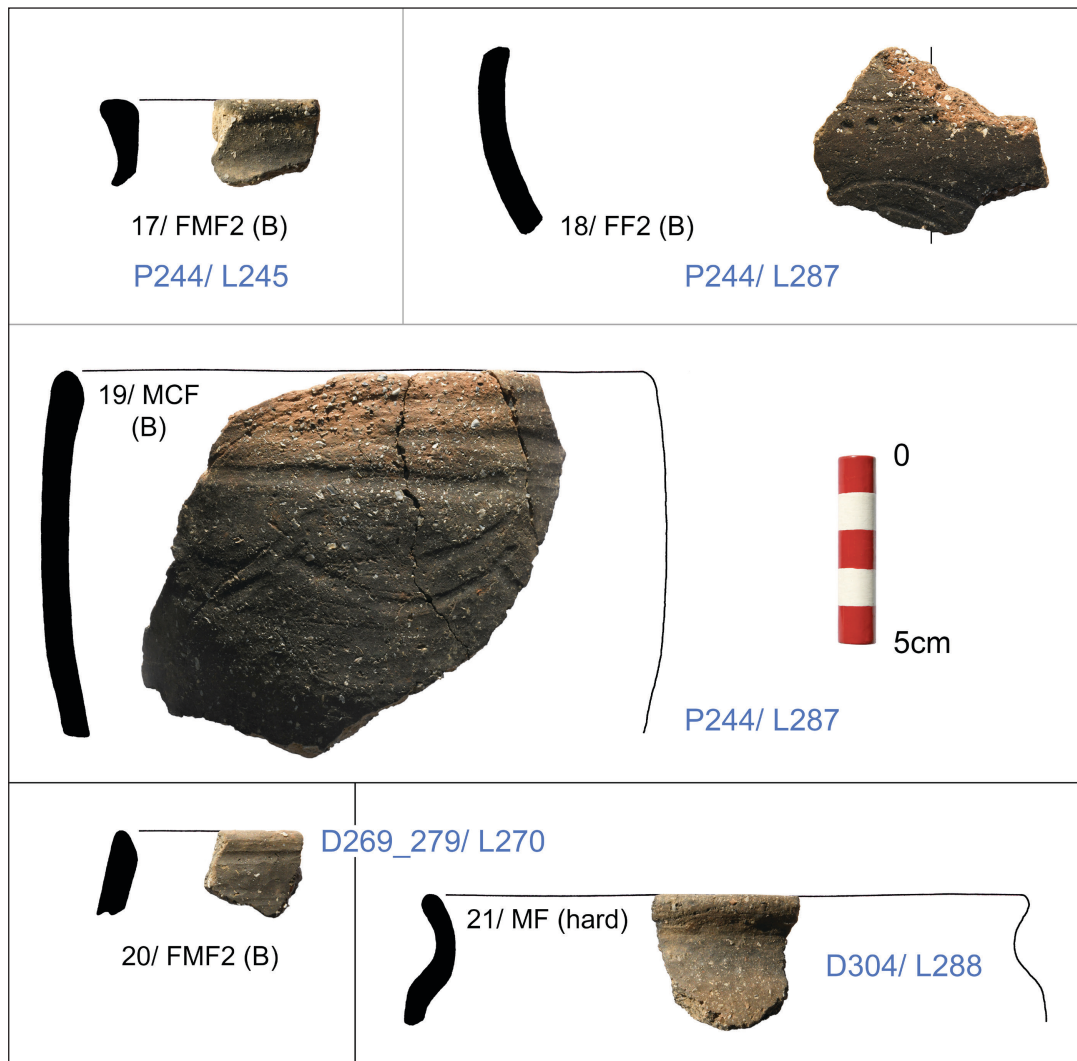 17/ FMF2 (B)
P244/ L245
18/ FF2 (B)
P244/ L287
19/ MCF
(B)
0
5cm
P244/ L287
20/ FMF2 (B)
D269_279/ L270
21/ MF (hard)
D304/ L288